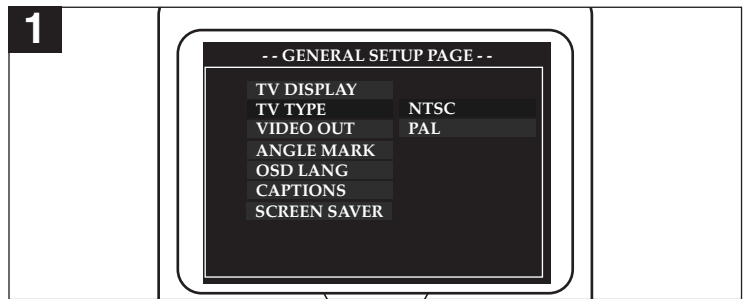 1
- - GENERAL SETUP PAGE - -
TV DISPLAY
TV TYPE NTSC
VIDEO OUT PAL
ANGLE MARK
OSD LANG
CAPTIONS
SCREEN SAVER